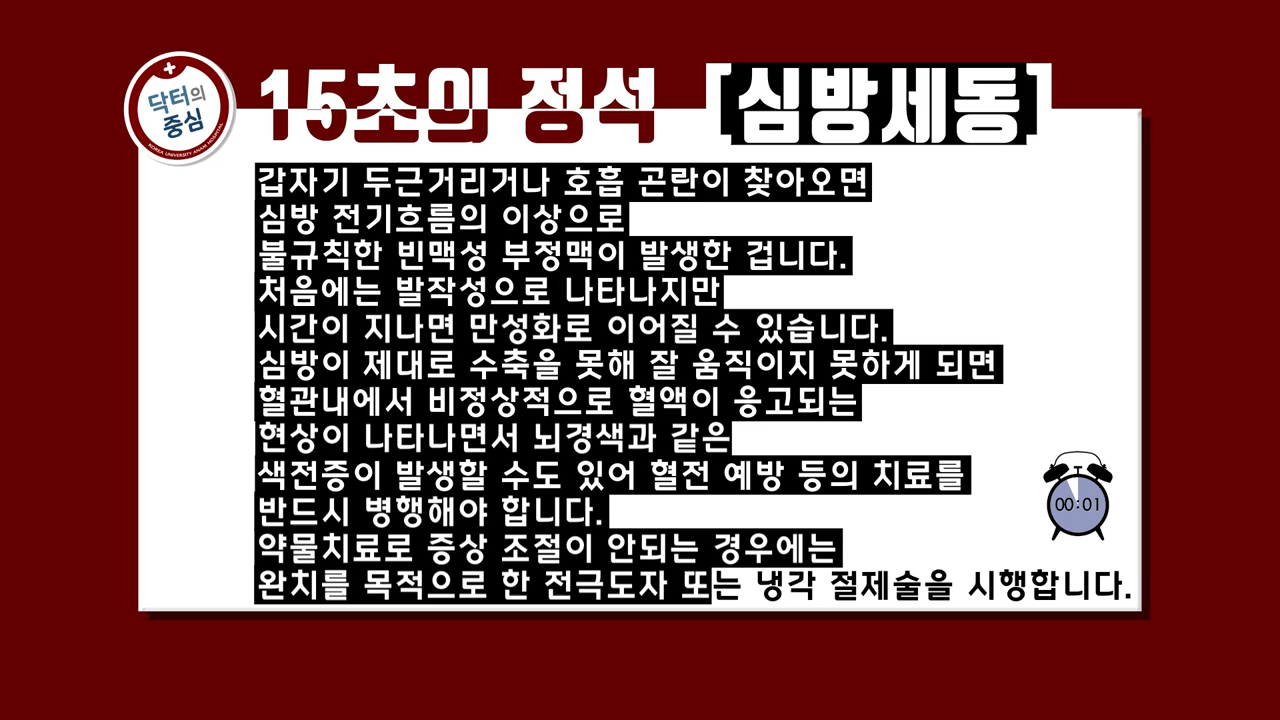 닥터의
중심
KOREA UNIVERSITY ANAM HOSPITAL
15초의 정석 [심방세동]
갑자기 두근거리거나 호흡 곤란이 찾아오면
심방 전기흐름의 이상으로
불규칙한 빈맥성 부정맥이 발생한 겁니다.
처음에는 발작성으로 나타나지만
시간이 지나면 만성화로 이어질 수 있습니다.
심방이 제대로 수축을 못해 잘 움직이지 못하게 되면
혈관내에서 비정상적으로 혈액이 응고되는
현상이 나타나면서 뇌경색과 같은
색전증이 발생할 수도 있어 혈전 예방 등의 치료를
반드시 병행해야 합니다.
약물치료로 증상 조절이 안되는 경우에는
완치를 목적으로 한 전극도자 또는 냉각 절제술을 시행합니다.
00:01